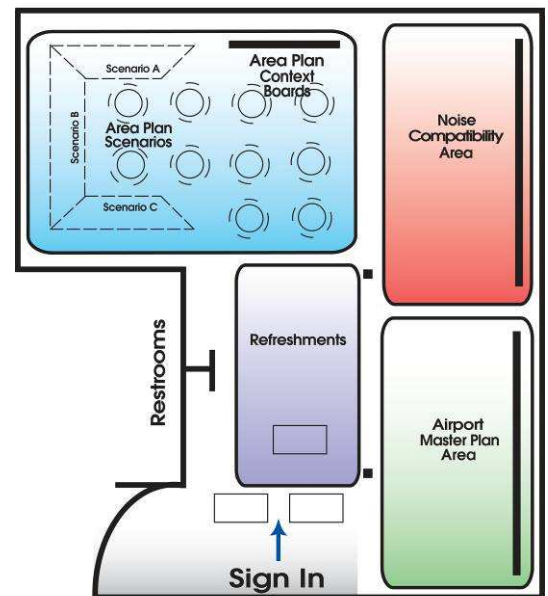 Scenario A
Scenario B
Scenario C
Area Plan
Scenarios
Area Plan
Context
Boards
Noise
Compatibility
Area
Restrooms
Refreshments
Airport
Master Plan
Area
Sign In